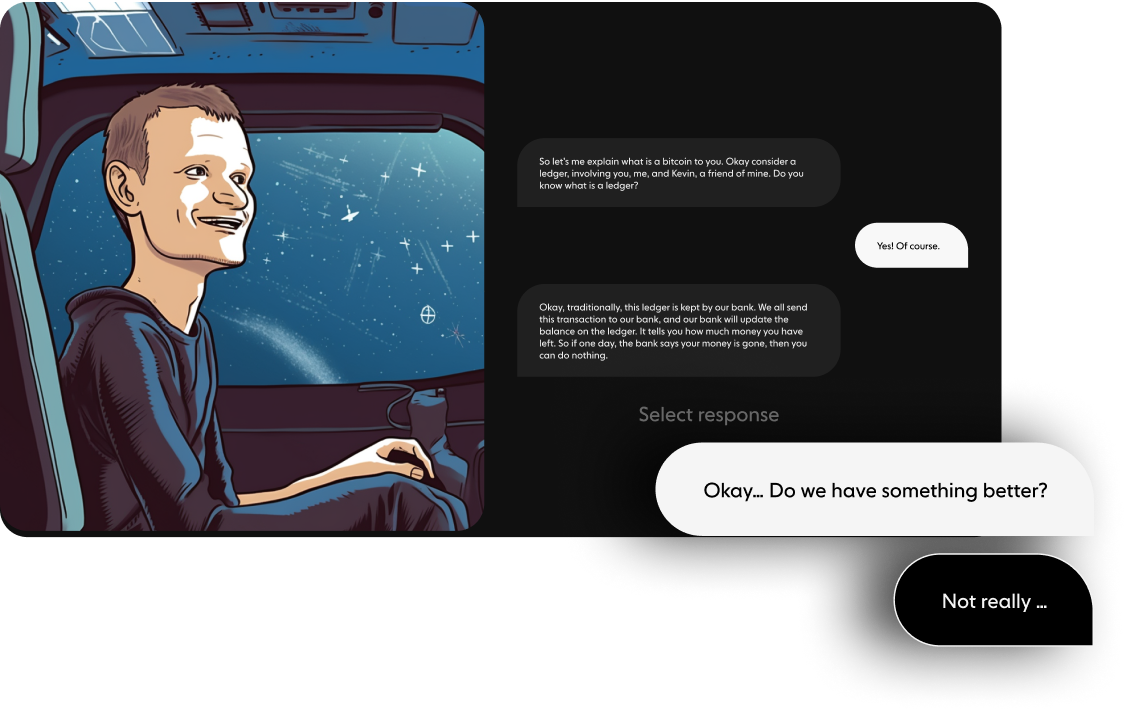 So let's me explain what is a bitcoin to you. Okay consider a
ledger, involving you, me, and Kevin, a friend of mine. Do you
know what is a ledger?
Yes! Of course.
Okay, traditionally, this ledger is kept by our bank. We all send
this transaction to our bank, and our bank will update the
balance on the ledger. It tells you how much money you have
left. So if one day, the bank says your money is gone, then you
can do nothing.
Select response
Okay... Do we have something better?
Not really ...